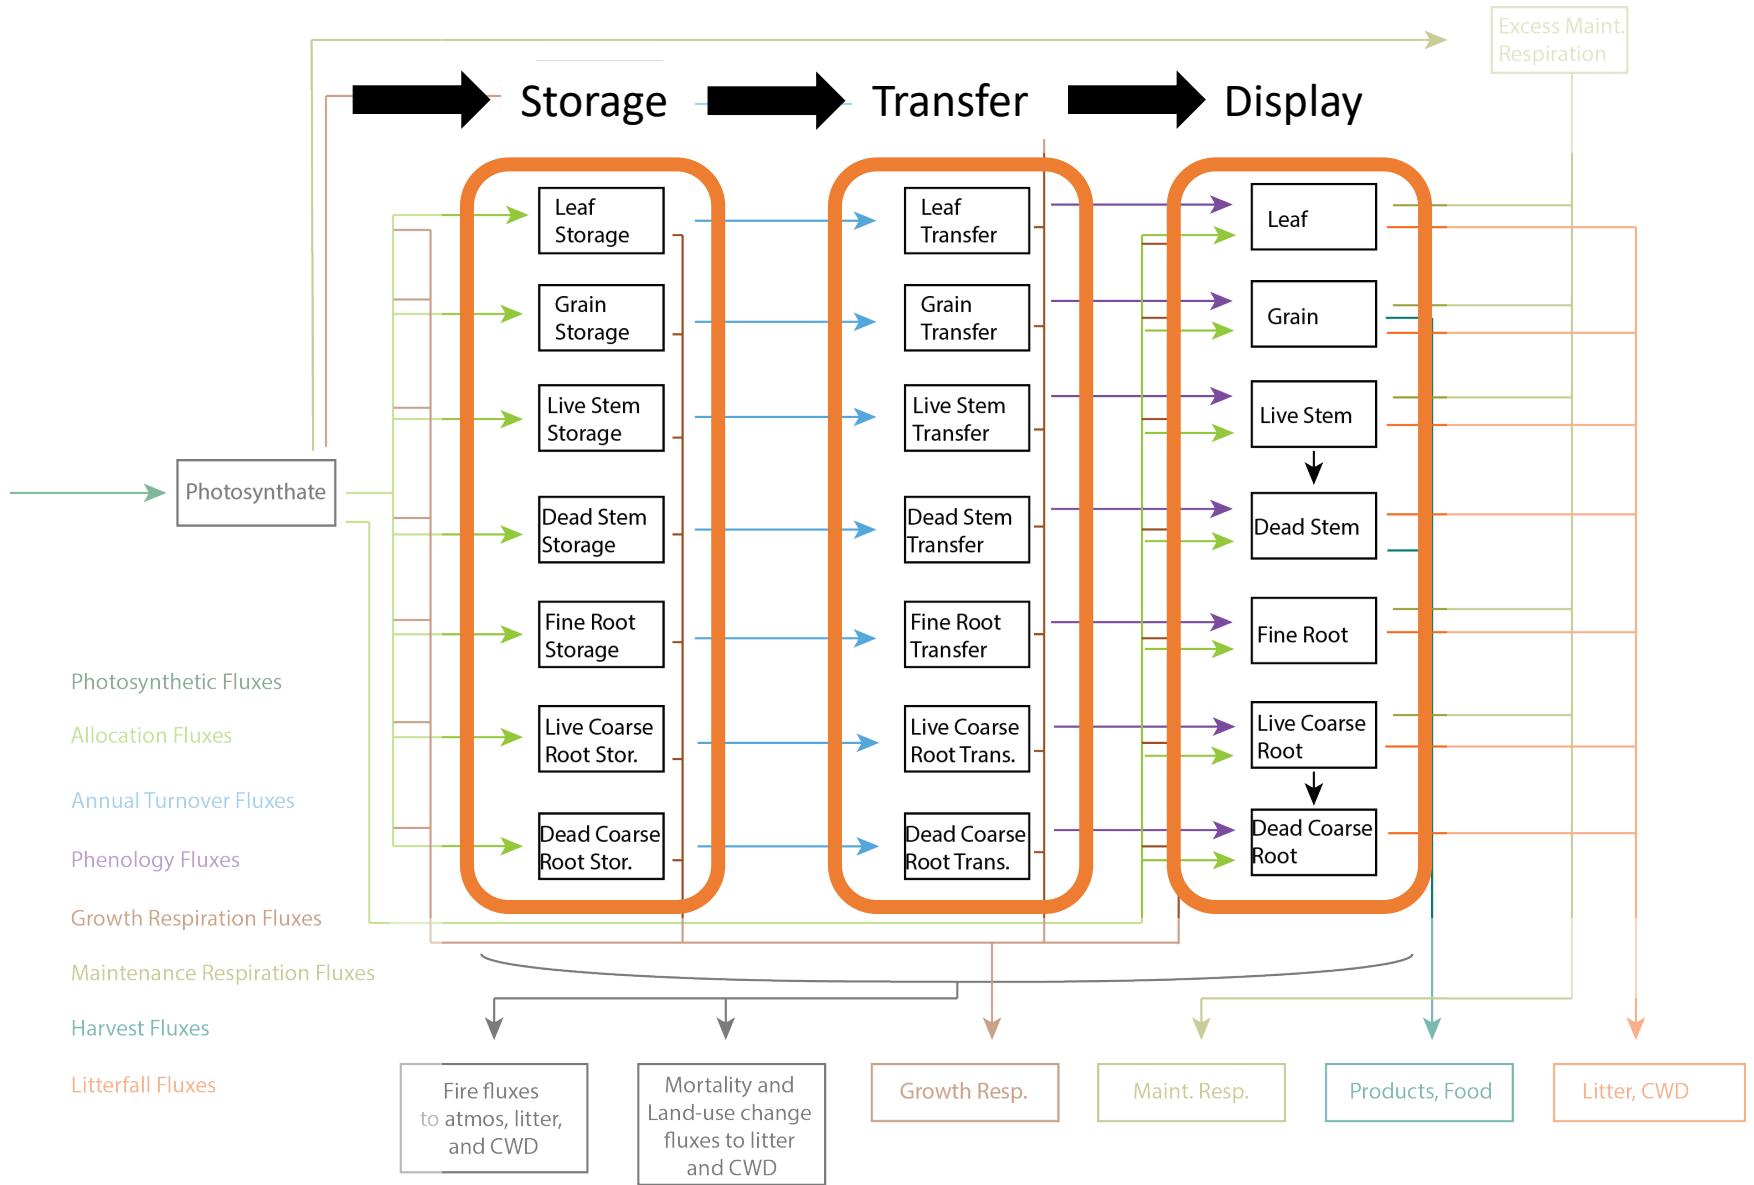 Excess Maint.
Respiration
Storage
Transfer
Display
Leaf
Storage
Leaf
Transfer
Leaf
Grain
Storage
Grain
Transfer
Grain
Live Stem
Storage
Live Stem
Transfer
Live Stem
Photosynthate
Dead Stem
Storage
Dead Stem
Transfer
Dead Stem
Fine Root
Storage
Fine Root
Transfer
Fine Root
Live Coarse
Root Stor.
Live Coarse
Root Trans.
Live Coarse
Root
Dead Coarse
Root Stor.
Dead Coarse
Root Trans.
Dead Coarse
Root
Photosynthetic Fluxes
Allocation Fluxes
Annual Turnover Fluxes
Phenology Fluxes
Growth Respiration Fluxes
Maintenance Respiration Fluxes
Harvest Fluxes
Litterfall Fluxes
Fire fluxes
to atmos, litter,
and CWD
Mortality and
Land-use change
fluxes to litter
and CWD
Growth Resp.
Maint. Resp.
Products, Food
Litter, CWD